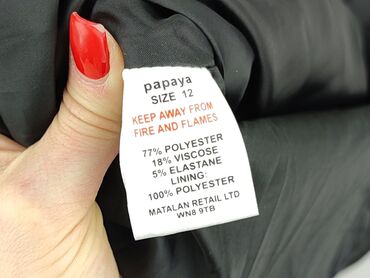 papaya
SIZE 12
KEEP AWAY FROM
FIRE AND FLAMES
77% POLYESTER
18% VISCOSE
5% ELASTANE
LINING:
100% POLYESTER
MATALAN RETAIL LTD
WN8 9TB